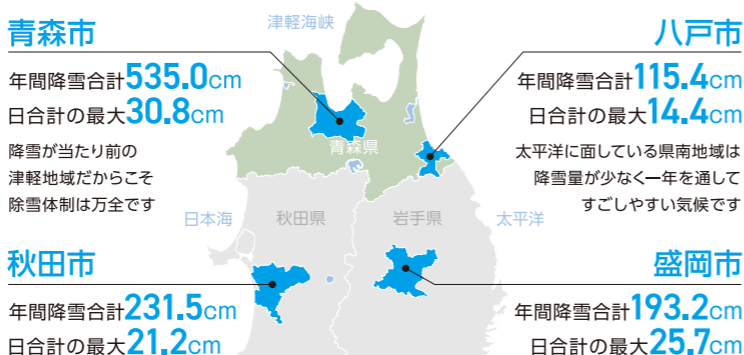 津軽海峡
青森市
年間降雪合計535.0cm
日合計の最大30.8cm
降雪が当たり前の
津軽地域だからこそ
除雪体制は万全です
八戸市
年間降雪合計115.4cm
日合計の最大14.4cm
太平洋に面している県南地域は
降雪量が少なく一年を通して
すごしやすい気候です
青森県
日本海
秋田県
岩手県
太平洋
秋田市
年間降雪合計231.5cm
日合計の最大21.2cm
盛岡市
年間降雪合計193.2cm
日合計の最大25.7cm